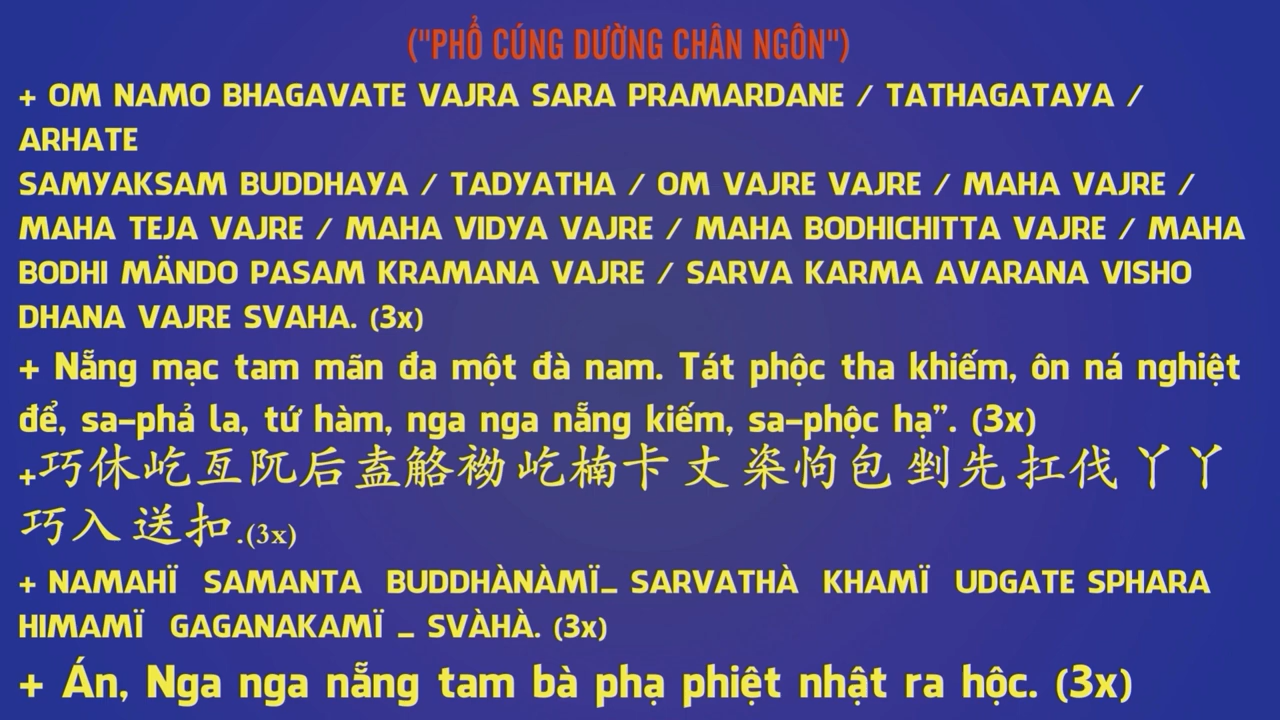 ("PHỔ CÚNG DƯỜNG CHÂN NGÔN")
+ OM NAMO BHAGAVATE VAJRA SARA PRAMARDANE / TATHAGATAYA /
ARHATE
SAMYAKSAM BUDDHAYA / TADYATHA / OM VAJRE VAJRE / MAHA VAJRE /
MAHA TEJA VAJRE / MAHA VIDYA VAJRE / MAHA BODHICHITTA VAJRE / MAHA
BODHI MÄNDO PASAM KRAMANA VAJRE / SARVA KARMA AVARANA VISHO
DHANA VAJRE SVAHA. (3x)
+ Nẵng mạc tam mãn đa một đà nam. Tát phộc tha khiếm, ôn ná nghiệt
để, sa-phả la, tứ hàm, nga nga nẵng kiếm, sa-phộc hạ”. (3x)
+巧休屹亙阢后盍觡袎屹楠卡丈粢怐包剉先扛伐丫丫
巧入送扣.(3x)
+ NAMAHÏ SAMANTA BUDDHÀNÀMÏ_ SARVATHÀ KHAMÏ UDGATE SPHARA
HIMAMÏ GAGANAKAMÏ _ SVÀHÀ. (3x)
+ Án, Nga nga nẵng tam bà phạ phiệt nhật ra hộc. (3x)